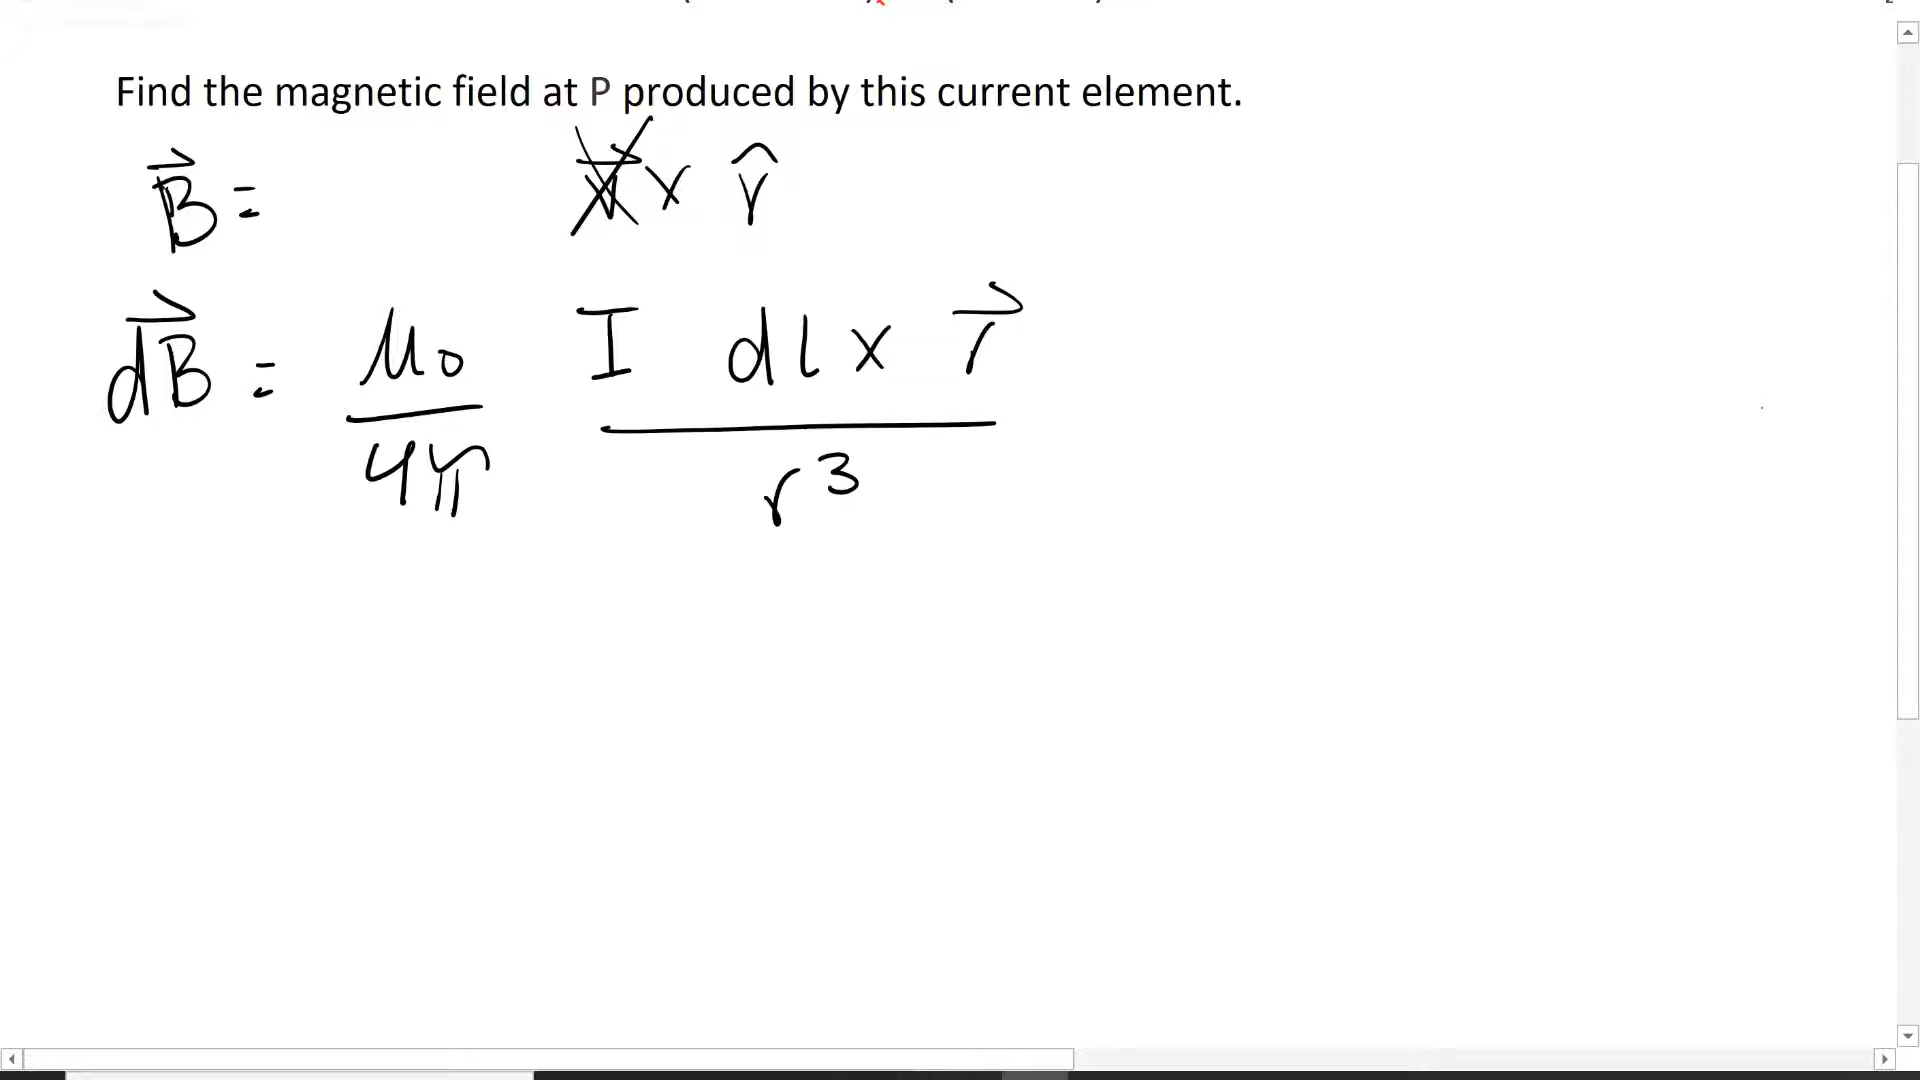 Find the magnetic field at P produced by this current element.
B⃗ = x r̂
dB⃗ = μ₀/4π I dl x r⃗ / r³